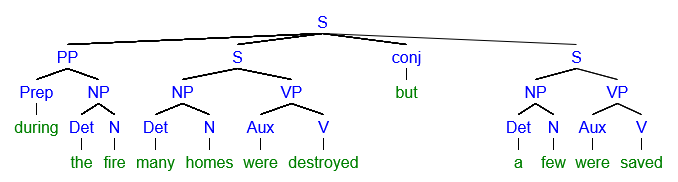 S
PP S conj S
Prep NP NP VP but NP VP
during Det N Det N Aux V Det N Aux V
the fire many homes were destroyed a few were saved